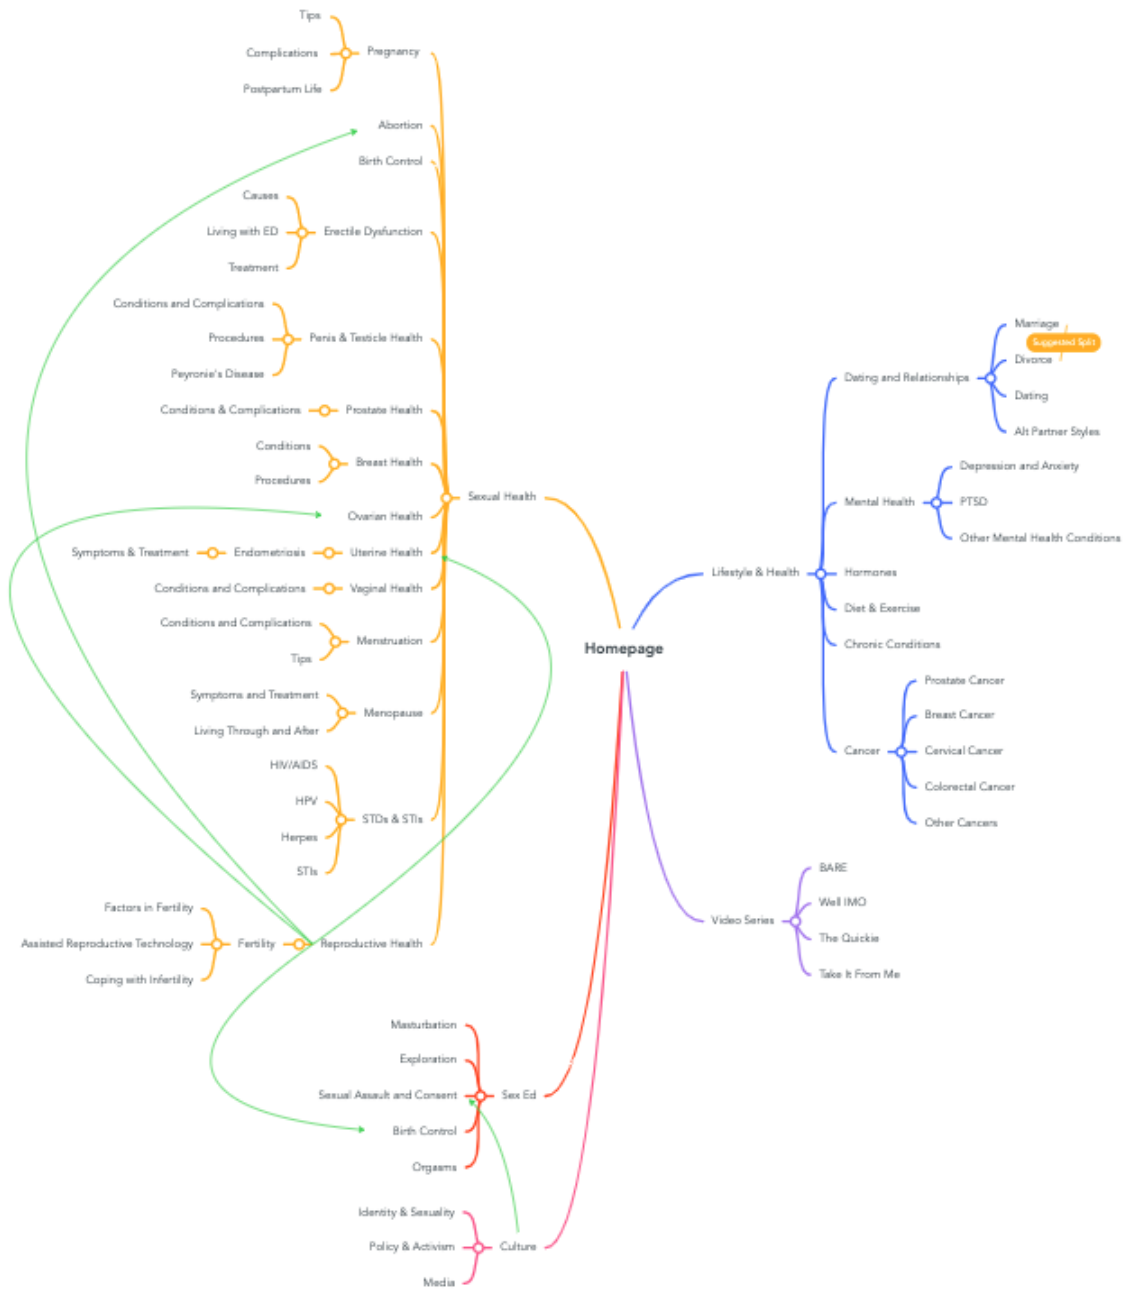 Tips
Complications
Pregnancy
Postpartum Life
Abortion
Birth Control
Causes
Living with ED
Erectile Dysfunction
Treatment
Conditions and Complications
Procedures
Penis & Testicle Health
Peyronie's Disease
Conditions & Complications
Prostate Health
Conditions
Breast Health
Procedures
Sexual Health
Ovarian Health
Symptoms & Treatment
Endometriosis
Uterine Health
Conditions and Complications
Vaginal Health
Conditions and Complications
Menstruation
Tips
Symptoms and Treatment
Menopause
Living Through and After
HIV/AIDS
HPV
STDs & STIs
Herpes
STIs
Factors in Fertility
Assisted Reproductive Technology
Fertility
Reproductive Health
Coping with Infertility
Masturbation
Exploration
Sexual Assault and Consent
Sex Ed
Birth Control
Orgasms
Identity & Sexuality
Policy & Activism
Culture
Media
Homepage
Marriage
Suggested Split
Divorce
Dating and Relationships
Dating
Alt Partner Styles
Depression and Anxiety
Mental Health
PTSD
Other Mental Health Conditions
Lifestyle & Health
Hormones
Diet & Exercise
Chronic Conditions
Prostate Cancer
Breast Cancer
Cancer
Cervical Cancer
Colorectal Cancer
Other Cancers
BARE
Well IMO
Video Series
The Quickie
Take It From Me